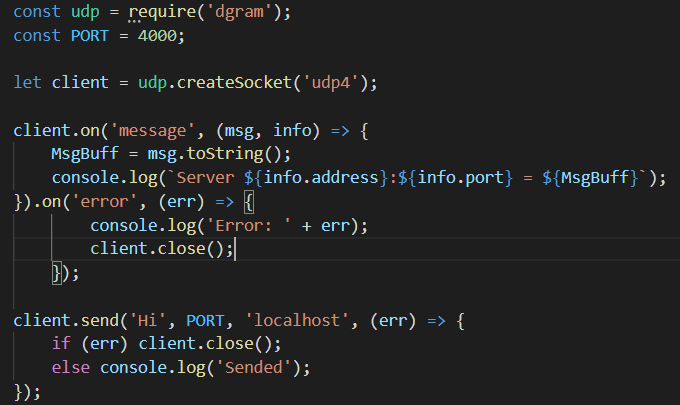 const udp = require('dgram');
const PORT = 4000;

let client = udp.createSocket('udp4');

client.on('message', (msg, info) => {
    MsgBuff = msg.toString();
    console.log(`Server ${info.address}:${info.port} = ${MsgBuff}`);
}).on('error', (err) => {
        console.log('Error: ' + err);
        client.close();
    });

client.send('Hi', PORT, 'localhost', (err) => {
    if (err) client.close();
    else console.log('Sended');
});